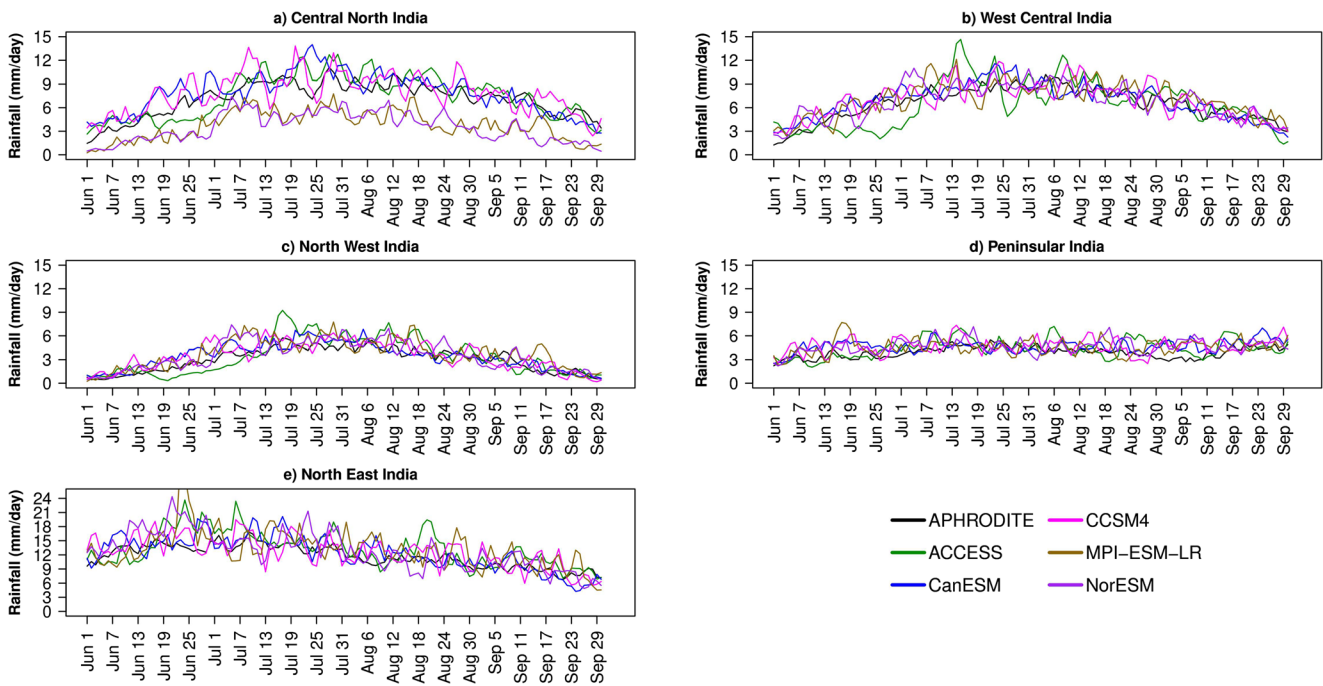 a) Central North India
Rainfall (mm/day)
15
12
9
6
3
0
Jun 1
Jun 7
Jun 13
Jun 19
Jun 25
Jul 1
Jul 7
Jul 13
Jul 19
Jul 25
Jul 31
Aug 6
Aug 12
Aug 18
Aug 24
Aug 30
Sep 5
Sep 11
Sep 17
Sep 23
Sep 29
b) West Central India
Rainfall (mm/day)
15
12
9
6
3
0
Jun 1
Jun 7
Jun 13
Jun 19
Jun 25
Jul 1
Jul 7
Jul 13
Jul 19
Jul 25
Jul 31
Aug 6
Aug 12
Aug 18
Aug 24
Aug 30
Sep 5
Sep 11
Sep 17
Sep 23
Sep 29
c) North West India
Rainfall (mm/day)
15
12
9
6
3
0
Jun 1
Jun 7
Jun 13
Jun 19
Jun 25
Jul 1
Jul 7
Jul 13
Jul 19
Jul 25
Jul 31
Aug 6
Aug 12
Aug 18
Aug 24
Aug 30
Sep 5
Sep 11
Sep 17
Sep 23
Sep 29
d) Peninsular India
Rainfall (mm/day)
15
12
9
6
3
0
Jun 1
Jun 7
Jun 13
Jun 19
Jun 25
Jul 1
Jul 7
Jul 13
Jul 19
Jul 25
Jul 31
Aug 6
Aug 12
Aug 18
Aug 24
Aug 30
Sep 5
Sep 11
Sep 17
Sep 23
Sep 29
e) North East India
Rainfall (mm/day)
24
21
18
15
12
9
6
3
0
Jun 1
Jun 7
Jun 13
Jun 19
Jun 25
Jul 1
Jul 7
Jul 13
Jul 19
Jul 25
Jul 31
Aug 6
Aug 12
Aug 18
Aug 24
Aug 30
Sep 5
Sep 11
Sep 17
Sep 23
Sep 29
APHRODITE
ACCESS
CanESM
CCSM4
MPI−ESM−LR
NorESM